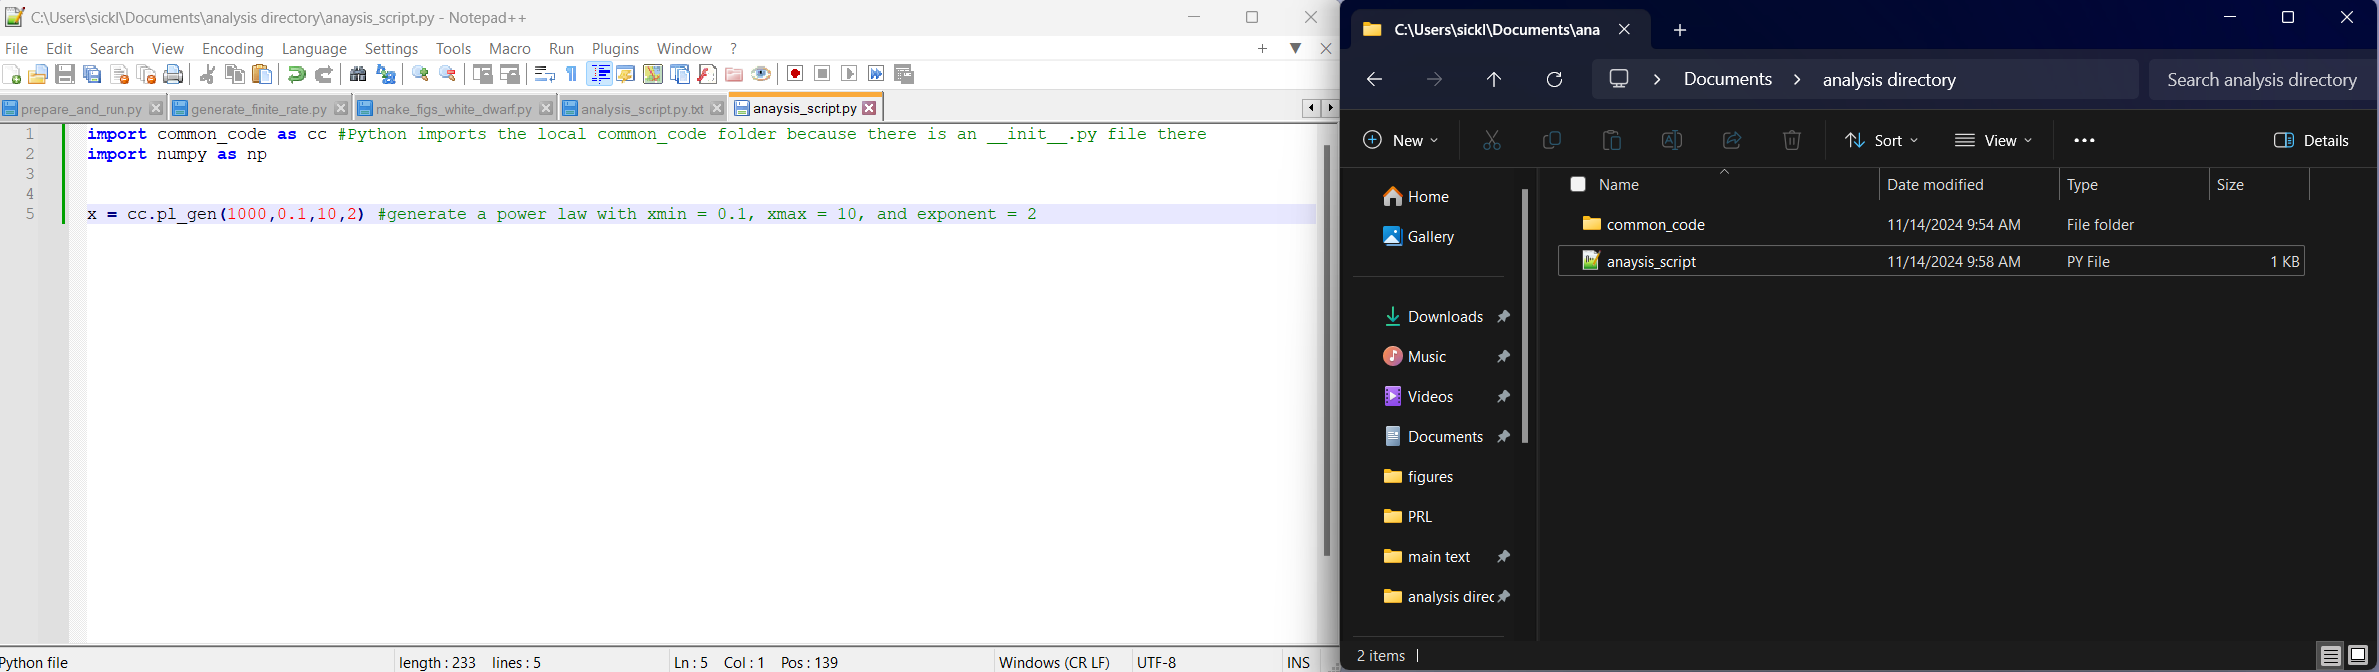 C:\Users\sickl\Documents\analysis directory\anaysis_script.py - Notepad++
File Edit Search View Encoding Language Settings Tools Macro Run Plugins Window ?
prepare_and_run.py generate_finite_rate.py make_figs_white_dwarf.py analysis_script.py.txt anaysis_script.py
1 import common_code as cc #Python imports the local common_code folder because there is an __init__.py file there
2 import numpy as np
3
4
5 x = cc.pl_gen(1000,0.1,10,2) #generate a power law with xmin = 0.1, xmax = 10, and exponent = 2
Python file length : 233 lines : 5 Ln : 5 Col : 1 Pos : 139 Windows (CR LF) UTF-8 INS
C:\Users\sickl\Documents\ana
Documents > analysis directory Search analysis directory
New Sort View Details
Home
Gallery
Downloads
Music
Videos
Documents
figures
PRL
main text
analysis direc
Name Date modified Type Size
common_code 11/14/2024 9:54 AM File folder
anaysis_script 11/14/2024 9:58 AM PY File 1 KB
2 items